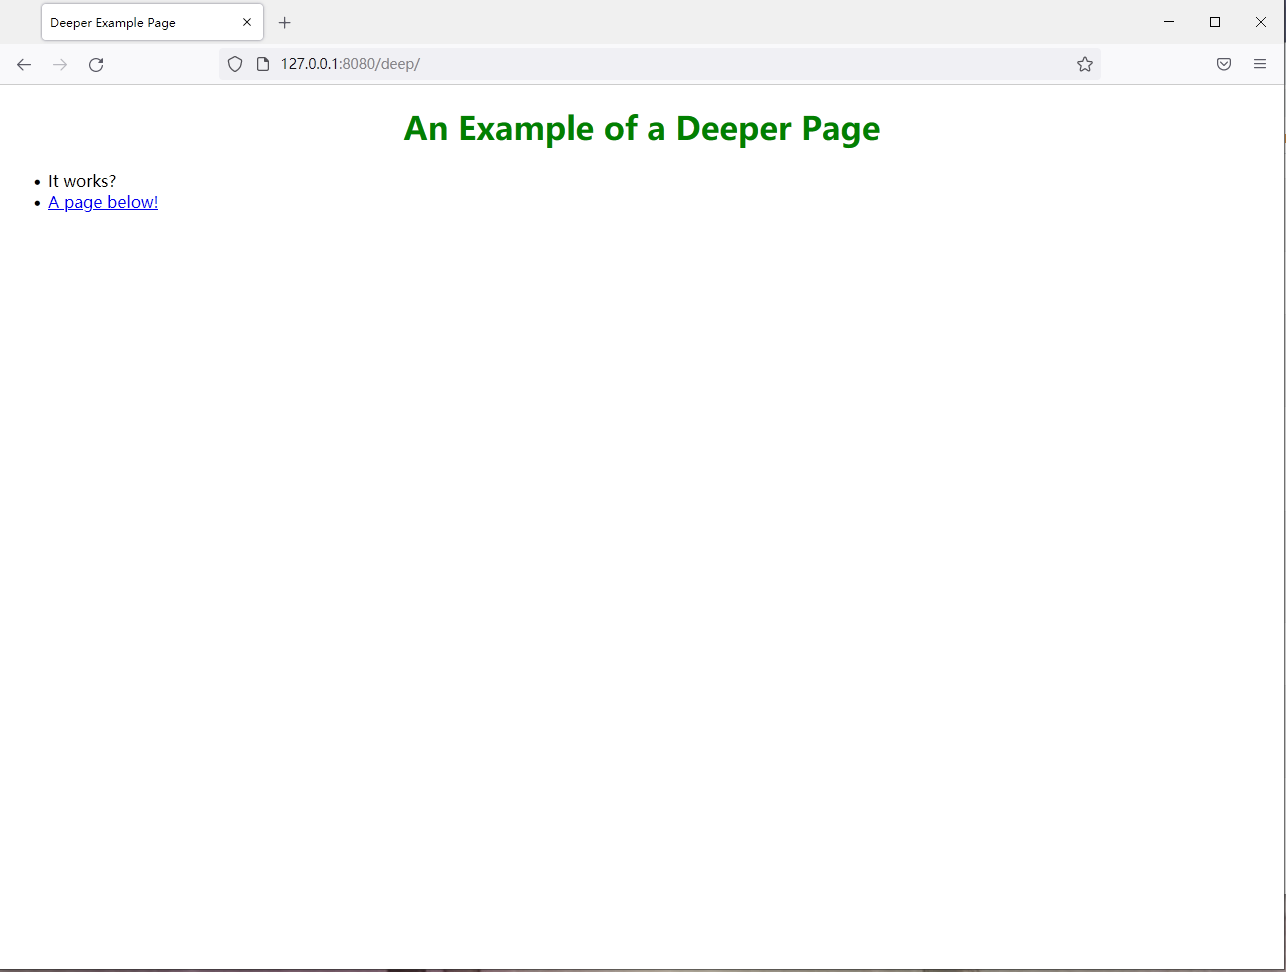 Deeper Example Page
127.0.0.1:8080/deep/
An Example of a Deeper Page
• It works?
• A page below!